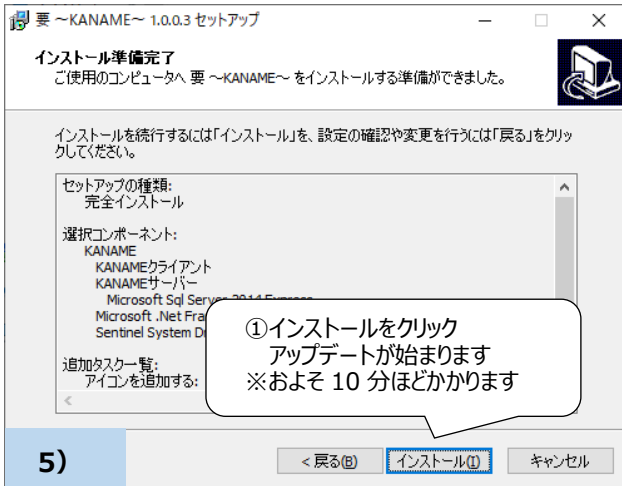 要 ～KANAME～ 1.0.0.3 セットアップ
インストール準備完了
ご使用のコンピュータへ 要 ～KANAME～ をインストールする準備ができました。
インストールを続行するには「インストール」を、設定の確認や変更を行うには「戻る」をクリッ
クしてください。
セットアップの種類:
完全インストール
選択コンポーネント:
KANAME
KANAMEクライアント
KANAMEサーバー
Microsoft Sql Server 2014 Express
Microsoft .Net Fra
Sentinel System D
追加タスク一覧:
アイコンを追加する:
①インストールをクリック
アップデートが始まります
※およそ 10 分ほどかかります
5）
< 戻る(B)
インストール(I)
キャンセル